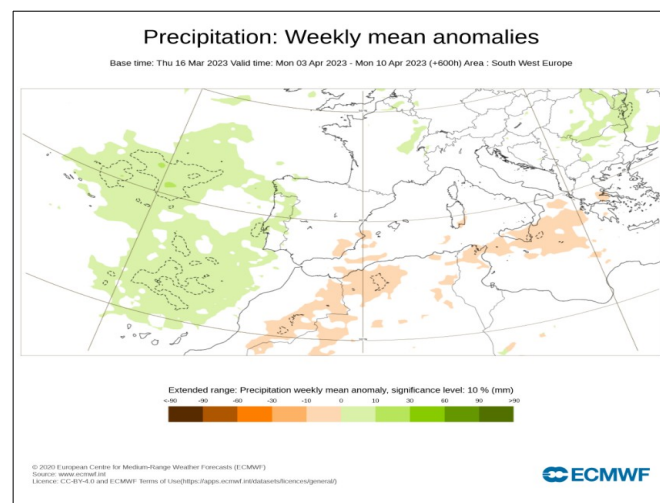 Precipitation: Weekly mean anomalies
Base time: Thu 16 Mar 2023 Valid time: Mon 03 Apr 2023 - Mon 10 Apr 2023 (+600h) Area : South West Europe
Extended range: Precipitation weekly mean anomaly, significance level: 10 % (mm)
<-90 -90 -60 -30 -10 0 10 30 60 90 >90
© 2020 European Centre for Medium-Range Weather Forecasts (ECMWF)
Source: www.ecmwf.int
Licence: CC-BY-4.0 and ECMWF Terms of Use(https://apps.ecmwf.int/datasets/licences/general/)
ECMWF